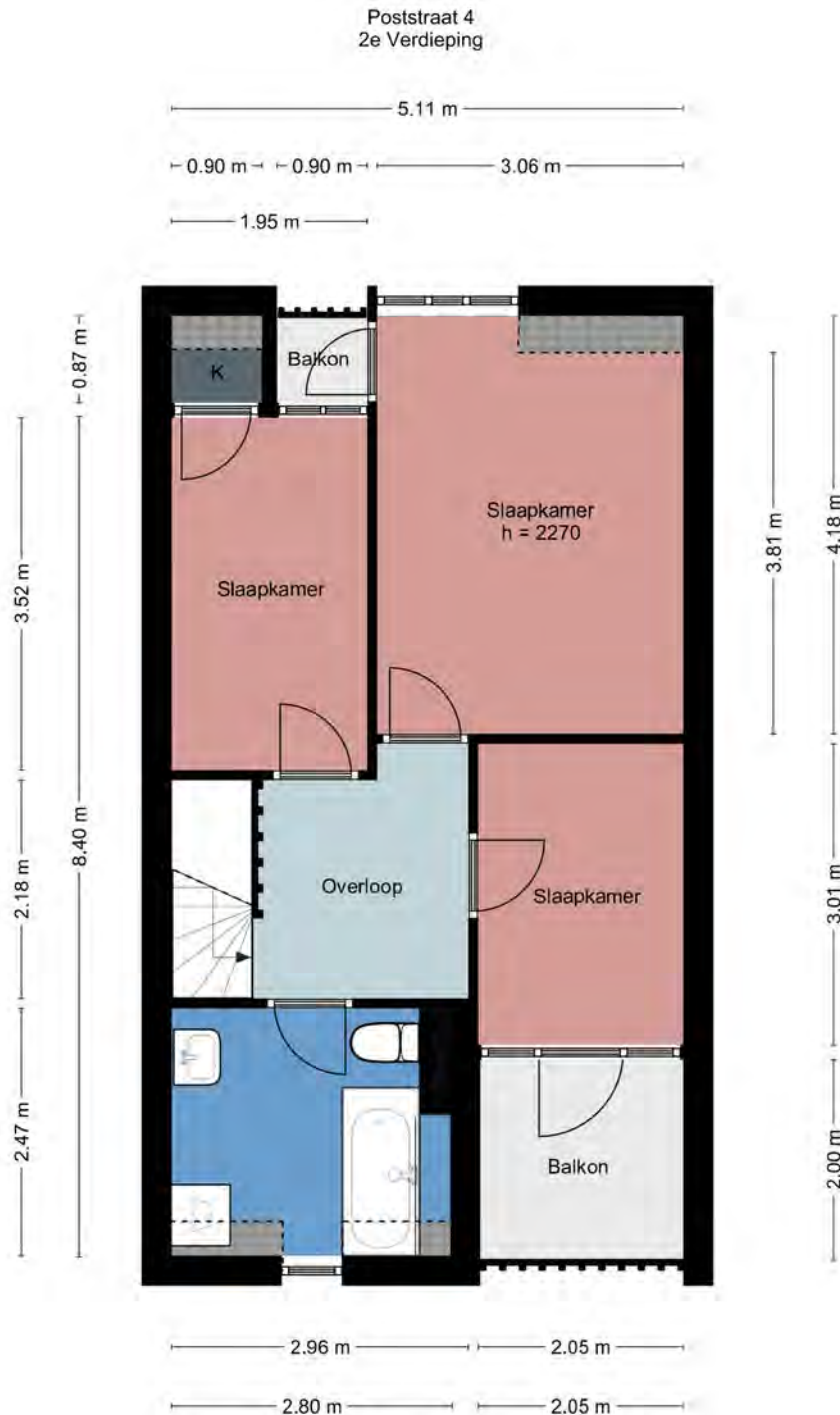 Poststraat 4
2e Verdieping
5.11 m
0.90 m
0.90 m
3.06 m
1.95 m
0.87 m
Balkon
K
3.52 m
Slaapkamer
Slaapkamer
h = 2270
3.81 m
4.18 m
8.40 m
2.18 m
Overloop
Slaapkamer
3.01 m
2.47 m
Balkon
2.00 m
2.96 m
2.05 m
2.80 m
2.05 m